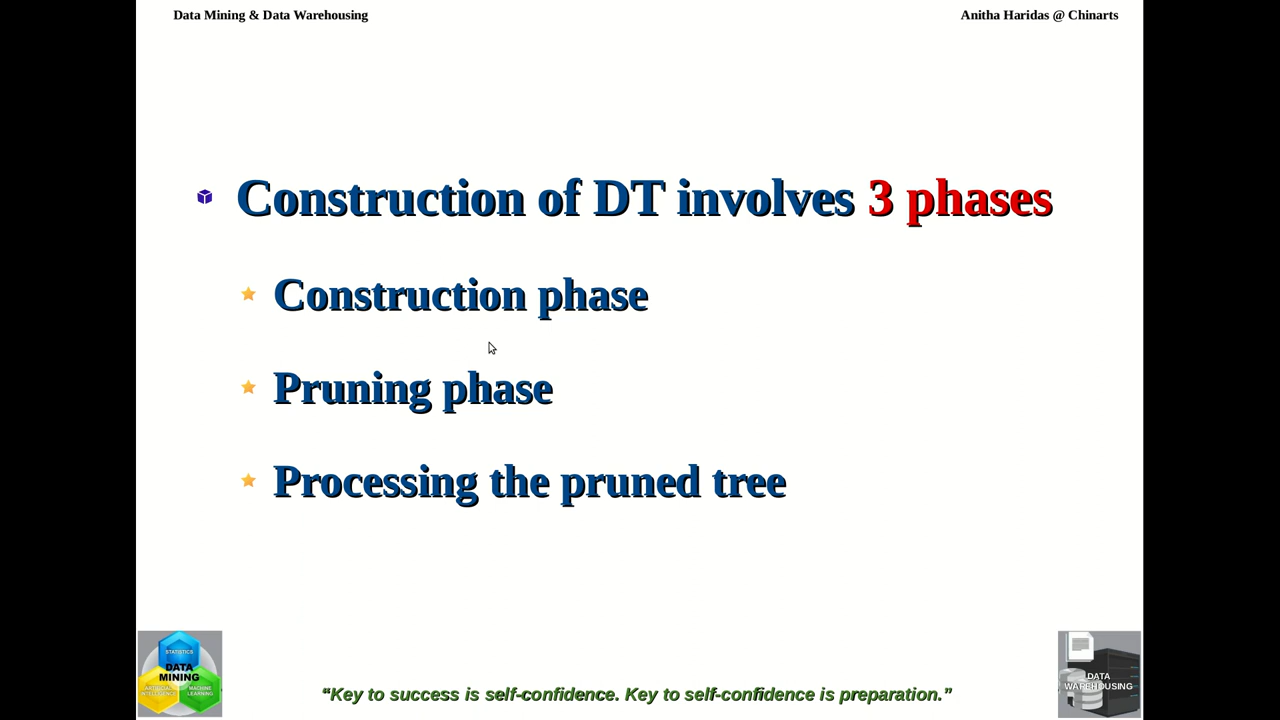 Data Mining & Data Warehousing
Anitha Haridas @ Chinarts
Construction of DT involves 3 phases
Construction phase
Pruning phase
Processing the pruned tree
STATISTICS
DATA
MINING
ARTIFICIAL
INTELLIGENCE
MACHINE
LEARNING
DATA
WAREHOUSING
“Key to success is self-confidence. Key to self-confidence is preparation.”